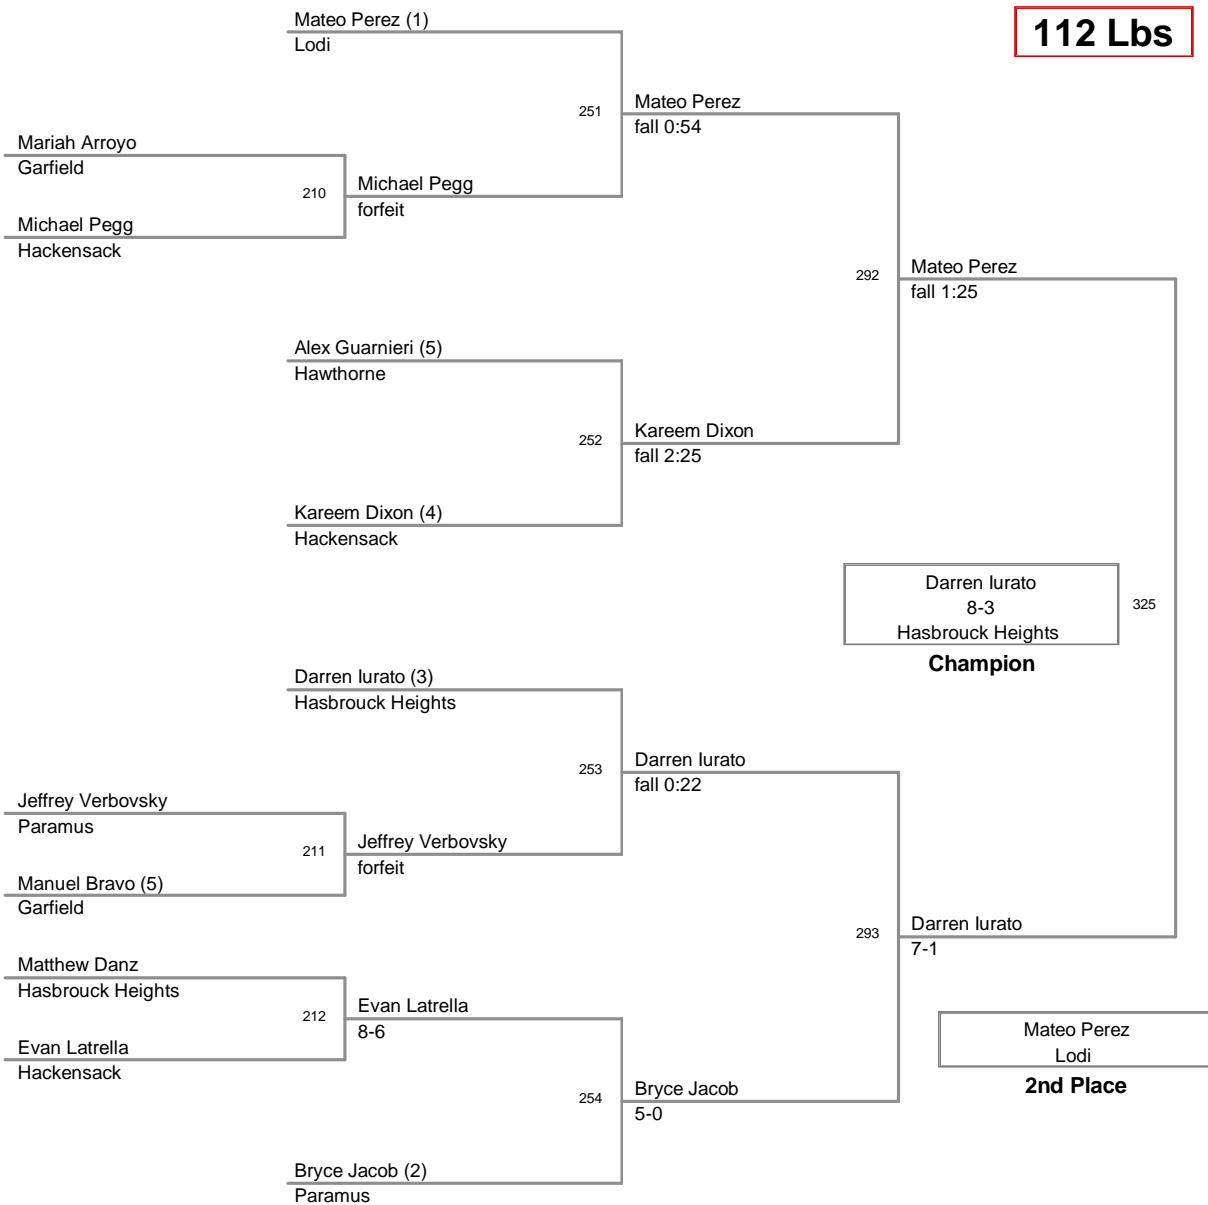 Mateo Perez (1)
Lodi
112 Lbs
251
Mateo Perez
fall 0:54
Mariah Arroyo
Garfield
210
Michael Pegg
forfeit
Michael Pegg
Hackensack
292
Mateo Perez
fall 1:25
Alex Guarnieri (5)
Hawthorne
252
Kareem Dixon
fall 2:25
Kareem Dixon (4)
Hackensack
Darren Iurato
8-3
Hasbrouck Heights
325
Champion
Darren Iurato (3)
Hasbrouck Heights
253
Darren Iurato
fall 0:22
Jeffrey Verbovsky
Paramus
211
Jeffrey Verbovsky
forfeit
Manuel Bravo (5)
Garfield
293
Darren Iurato
7-1
Matthew Danz
Hasbrouck Heights
212
Evan Latrella
8-6
Evan Latrella
Hackensack
Mateo Perez
Lodi
2nd Place
254
Bryce Jacob
5-0
Bryce Jacob (2)
Paramus